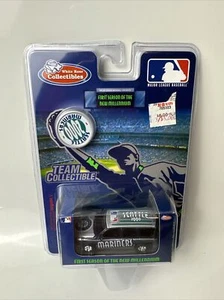 White Rose
Collectibles
MAJOR LEAGUE BASEBALL
FIRST SEASON OF THE
NEW MILLENNIUM
TEAM
COLLECTIBLE
SEATTLE
MARINERS
FIRST SEASON OF THE NEW MILLENNIUM